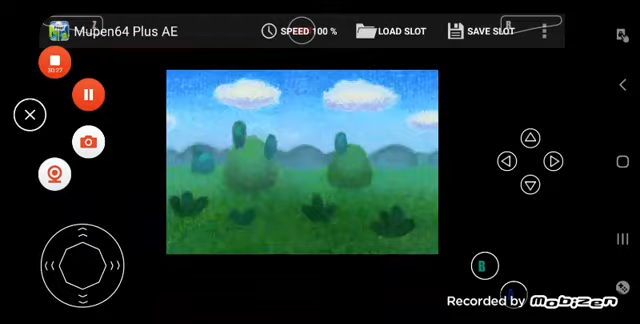 Z
R
Mupen64 Plus AE
SPEED 100 %
LOAD SLOT
SAVE SLOT
30:27
B
A
Recorded by MOBIZEN